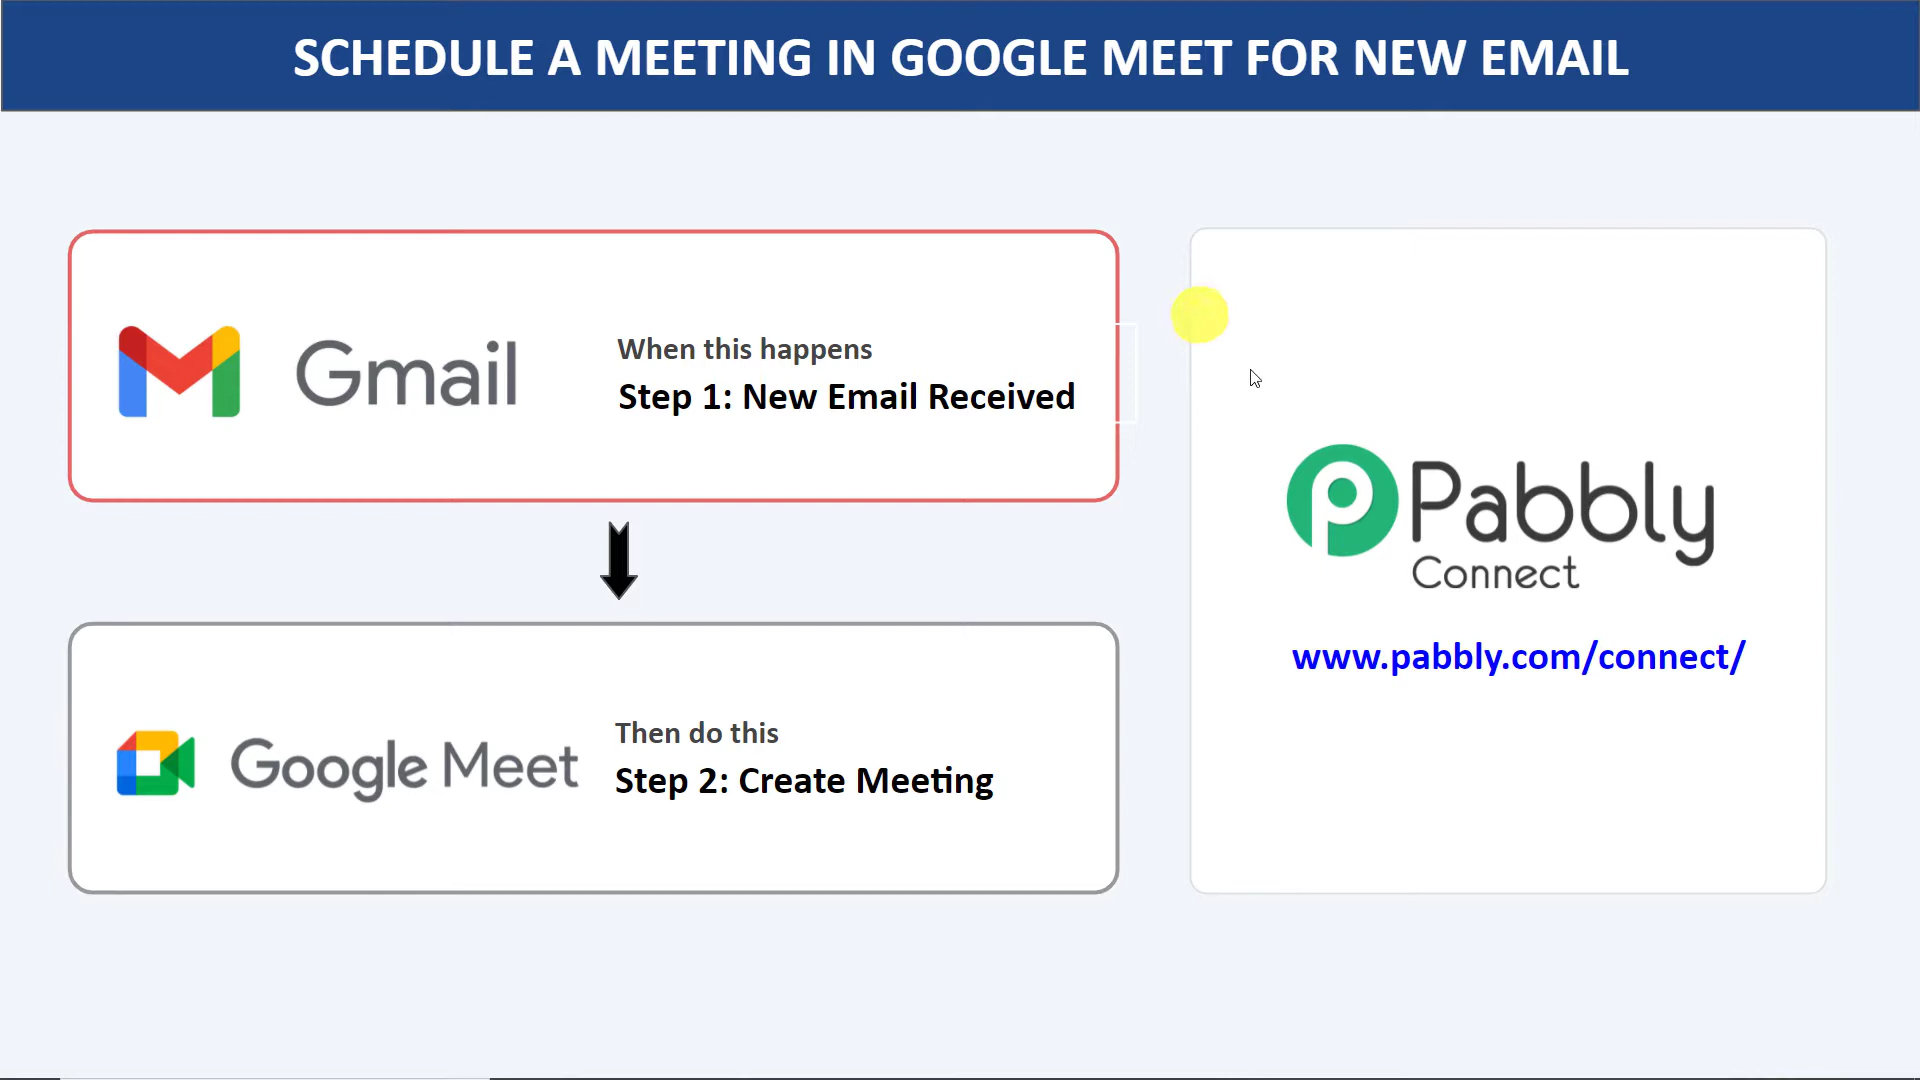 SCHEDULE A MEETING IN GOOGLE MEET FOR NEW EMAIL
Gmail
When this happens
Step 1: New Email Received
Google Meet
Then do this
Step 2: Create Meeting
Pabbly
Connect
www.pabbly.com/connect/